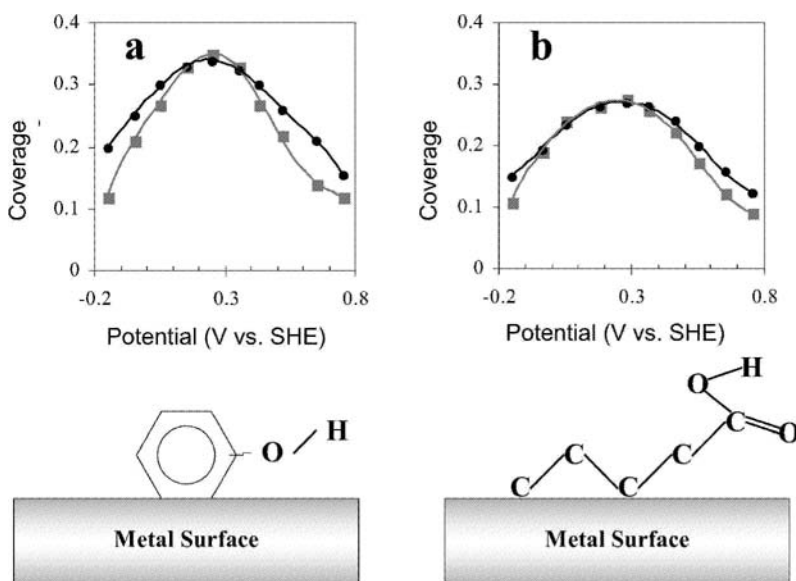 a
0.4
0.3
0.2
0.1
0
Coverage
-0.2
0.3
0.8
Potential (V vs. SHE)
b
0.4
0.3
0.2
0.1
0
Coverage
-0.2
0.3
0.8
Potential (V vs. SHE)
O
H
Metal Surface
H
O
C
O
C
C
C
C
Metal Surface